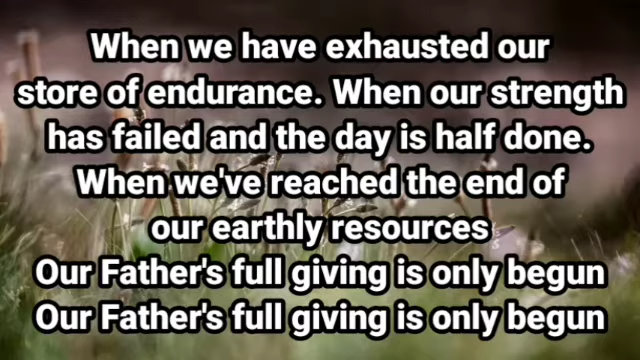 When we have exhausted our
store of endurance. When our strength
has failed and the day is half done.
When we've reached the end of
our earthly resources
Our Father's full giving is only begun
Our Father's full giving is only begun